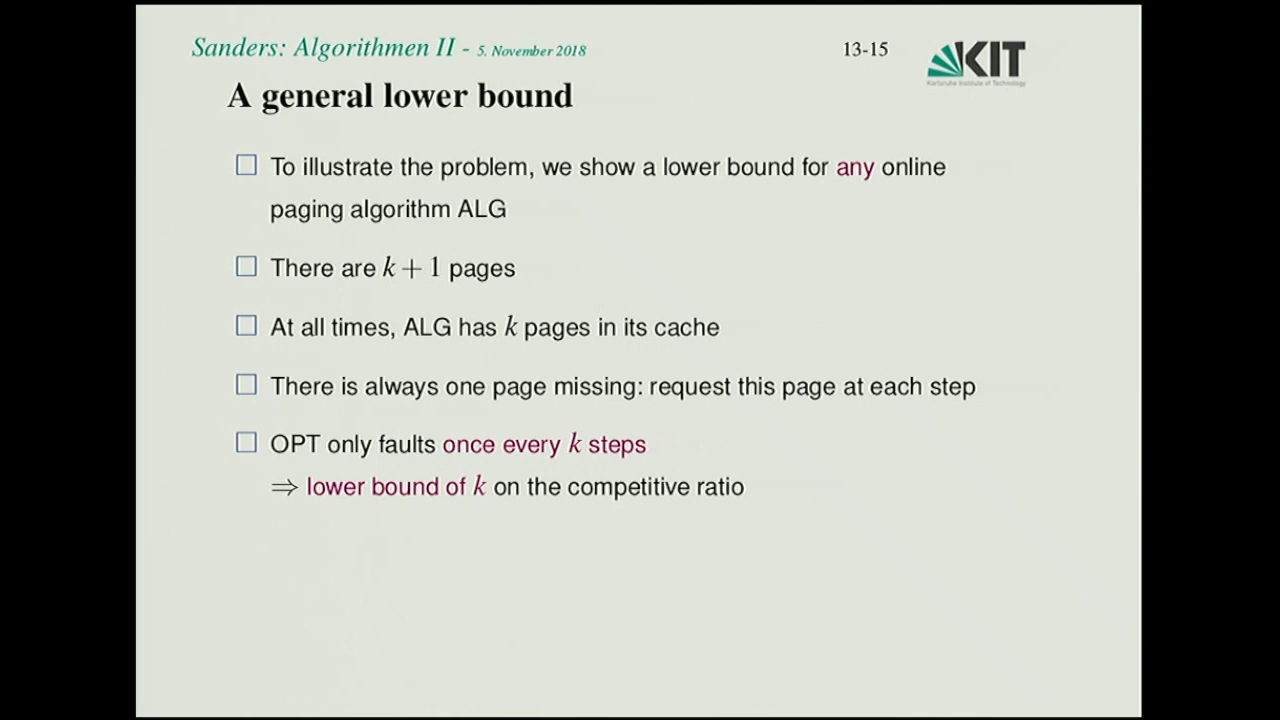 Sanders: Algorithmen II - 5. November 2018
13-15
KIT
Karlsruhe Institute of Technology
A general lower bound
To illustrate the problem, we show a lower bound for any online
paging algorithm ALG
There are k + 1 pages
At all times, ALG has k pages in its cache
There is always one page missing: request this page at each step
OPT only faults once every k steps
⇒ lower bound of k on the competitive ratio